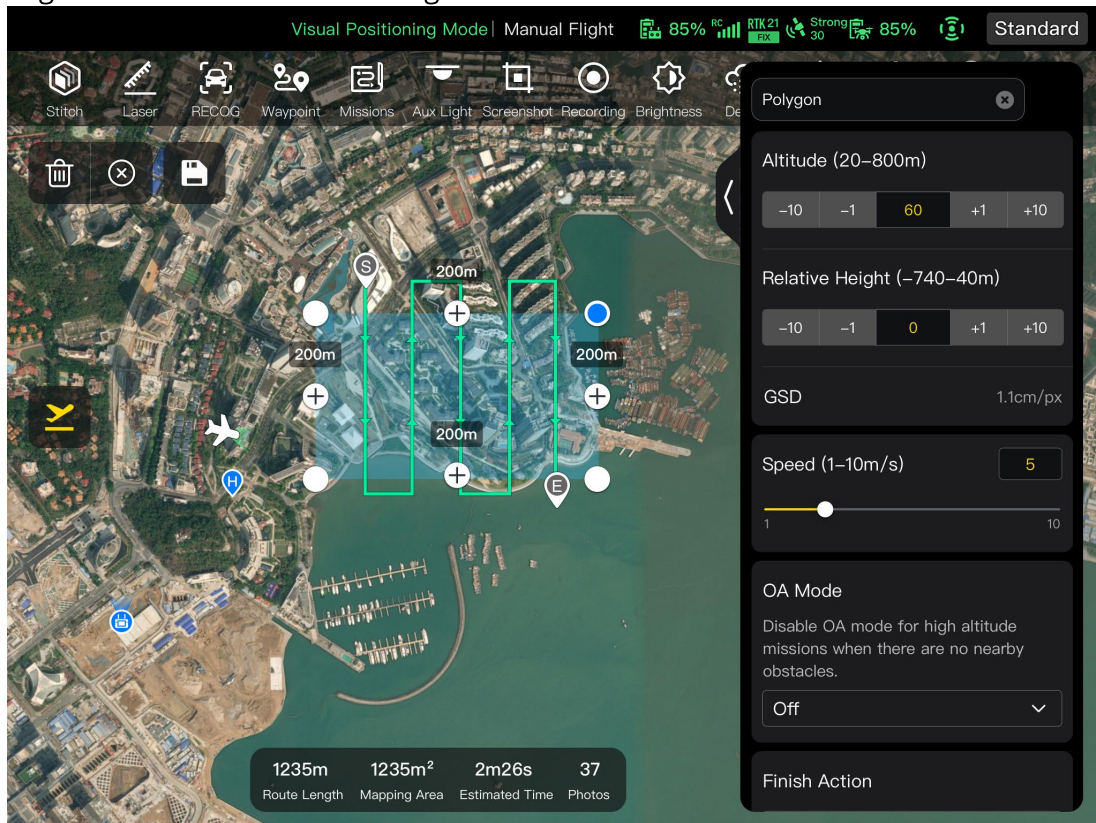 Visual Positioning Mode | Manual Flight 85% RC RTK 21 FIX Strong 30 85% Standard
Stitch Laser RECOG Waypoint Missions Aux Light Screenshot Recording Brightness De
Polygon
Altitude (20–800m)
–10 –1 60 +1 +10
Relative Height (–740–40m)
–10 –1 0 +1 +10
GSD 1.1cm/px
Speed (1–10m/s) 5
1 10
OA Mode
Disable OA mode for high altitude
missions when there are no nearby
obstacles.
Off
Finish Action
S
200m
200m 200m
200m
E
H
1235m 1235m² 2m26s 37
Route Length Mapping Area Estimated Time Photos